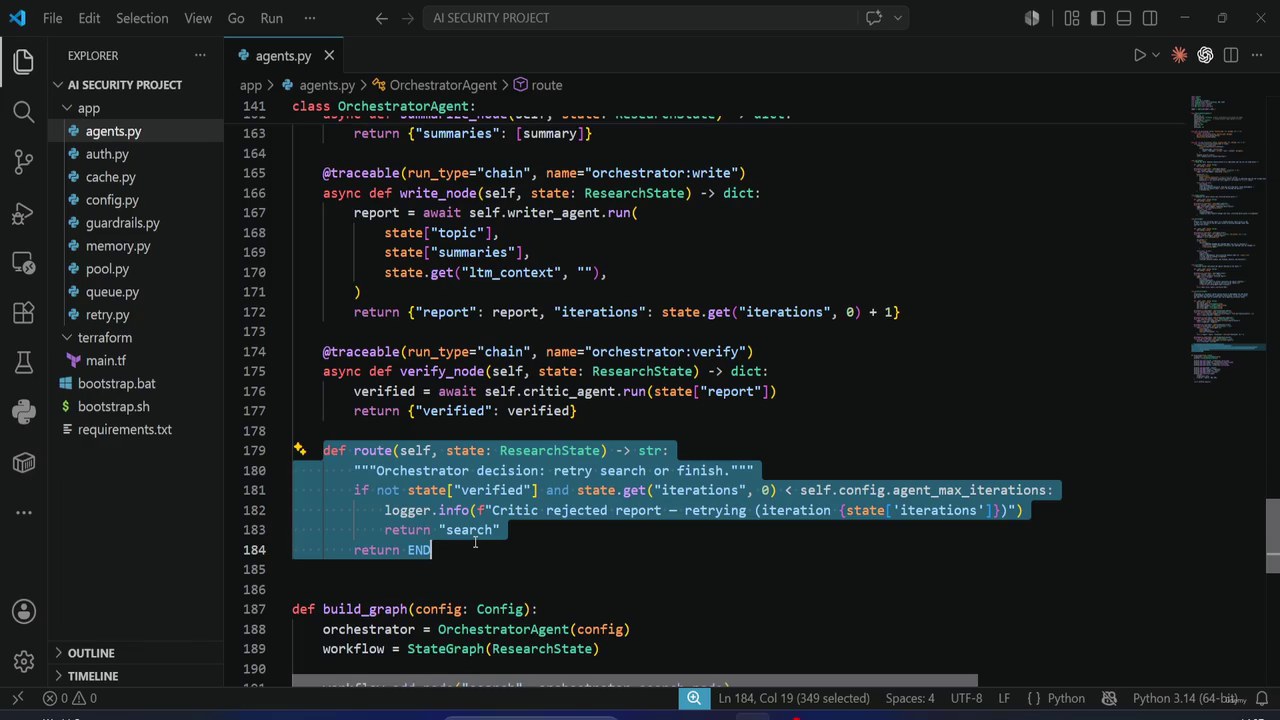 File Edit Selection View Go Run ··· AI SECURITY PROJECT
EXPLORER ···
agents.py
AI SECURITY PROJECT
app > agents.py > OrchestratorAgent > route
app
agents.py
auth.py
cache.py
config.py
guardrails.py
memory.py
pool.py
queue.py
retry.py
terraform
main.tf
bootstrap.bat
bootstrap.sh
requirements.txt
OUTLINE
TIMELINE
141 class OrchestratorAgent:
163 return {"summaries": [summary]}
164
165 @traceable(run_type="chain", name="orchestrator:write")
166 async def write_node(self, state: ResearchState) -> dict:
167 report = await self.writer_agent.run(
168 state["topic"],
169 state["summaries"],
170 state.get("ltm_context", ""),
171 )
172 return {"report": report, "iterations": state.get("iterations", 0) + 1}
173
174 @traceable(run_type="chain", name="orchestrator:verify")
175 async def verify_node(self, state: ResearchState) -> dict:
176 verified = await self.critic_agent.run(state["report"])
177 return {"verified": verified}
178
179 def route(self, state: ResearchState) -> str:
180 """Orchestrator decision: retry search or finish."""
181 if not state["verified"] and state.get("iterations", 0) < self.config.agent_max_iterations:
182 logger.info(f"Critic rejected report — retrying (iteration {state['iterations']})")
183 return "search"
184 return END
185
186
187 def build_graph(config: Config):
188 orchestrator = OrchestratorAgent(config)
189 workflow = StateGraph(ResearchState)
190
0 0 Ln 184, Col 19 (349 selected) Spaces: 4 UTF-8 LF { } Python Python 3.14 (64-bit)